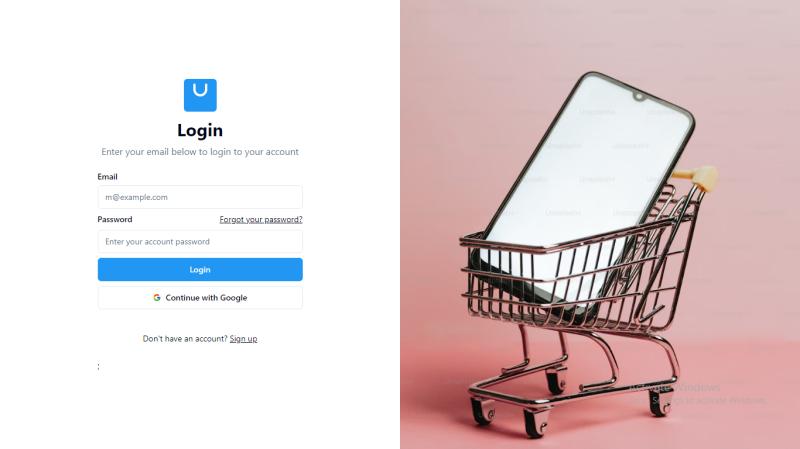 Login
Enter your email below to login to your account
Email
m@example.com
Password Forgot your password?
Enter your account password
Login
Continue with Google
Don't have an account? Sign up
;
Activate Windows
Go to Settings to activate Windows.